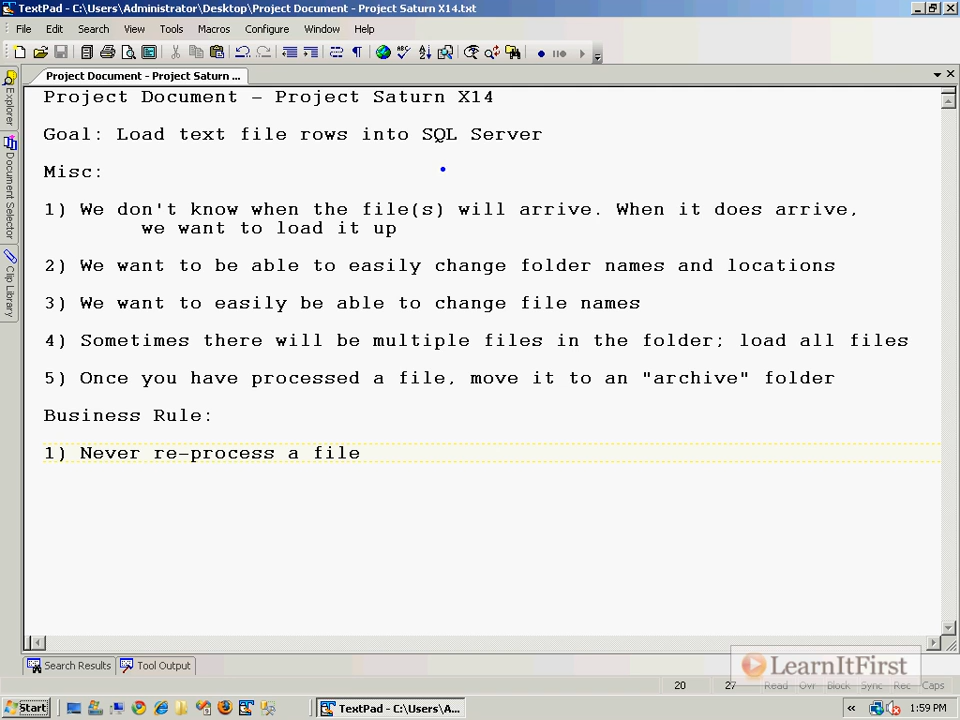 TextPad - C:\Users\Administrator\Desktop\Project Document - Project Saturn X14.txt
File Edit Search View Tools Macros Configure Window Help
Project Document - Project Saturn ...
Explorer
Document Selector
Clip Library
Project Document - Project Saturn X14
Goal: Load text file rows into SQL Server
Misc:
1) We don't know when the file(s) will arrive. When it does arrive,
we want to load it up
2) We want to be able to easily change folder names and locations
3) We want to easily be able to change file names
4) Sometimes there will be multiple files in the folder; load all files
5) Once you have processed a file, move it to an "archive" folder
Business Rule:
1) Never re-process a file
Search Results Tool Output
LearnItFirst
20 27 Read Ovr Block Sync Rec Caps
Start TextPad - C:\Users\A... 1:59 PM